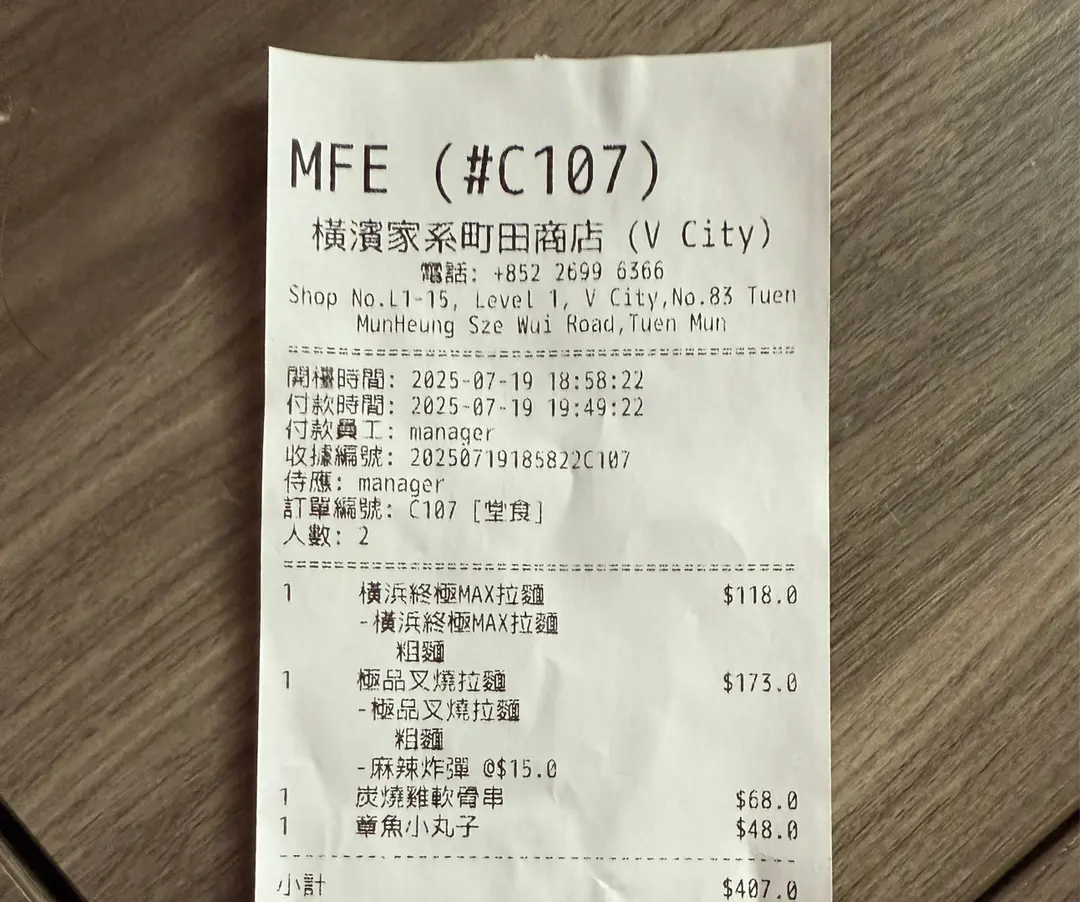 MFE (#C107)
橫濱家系町田商店 (V City)
電話: +852 2699 6366
Shop No.L1-15, Level 1, V City,No.83 Tuen
MunHeung Sze Wui Road,Tuen Mun
開檯時間: 2025-07-19 18:58:22
付款時間: 2025-07-19 19:49:22
付款員工: manager
收據編號: 20250719185822C107
侍應: manager
訂單編號: C107 [堂食]
人數: 2
1 橫浜終極MAX拉麵 $118.0
-橫浜終極MAX拉麵
粗麵
1 極品叉燒拉麵 $173.0
-極品叉燒拉麵
粗麵
-麻辣炸彈 @$15.0
1 炭燒雞軟骨串 $68.0
1 章魚小丸子 $48.0
小計 $407.0